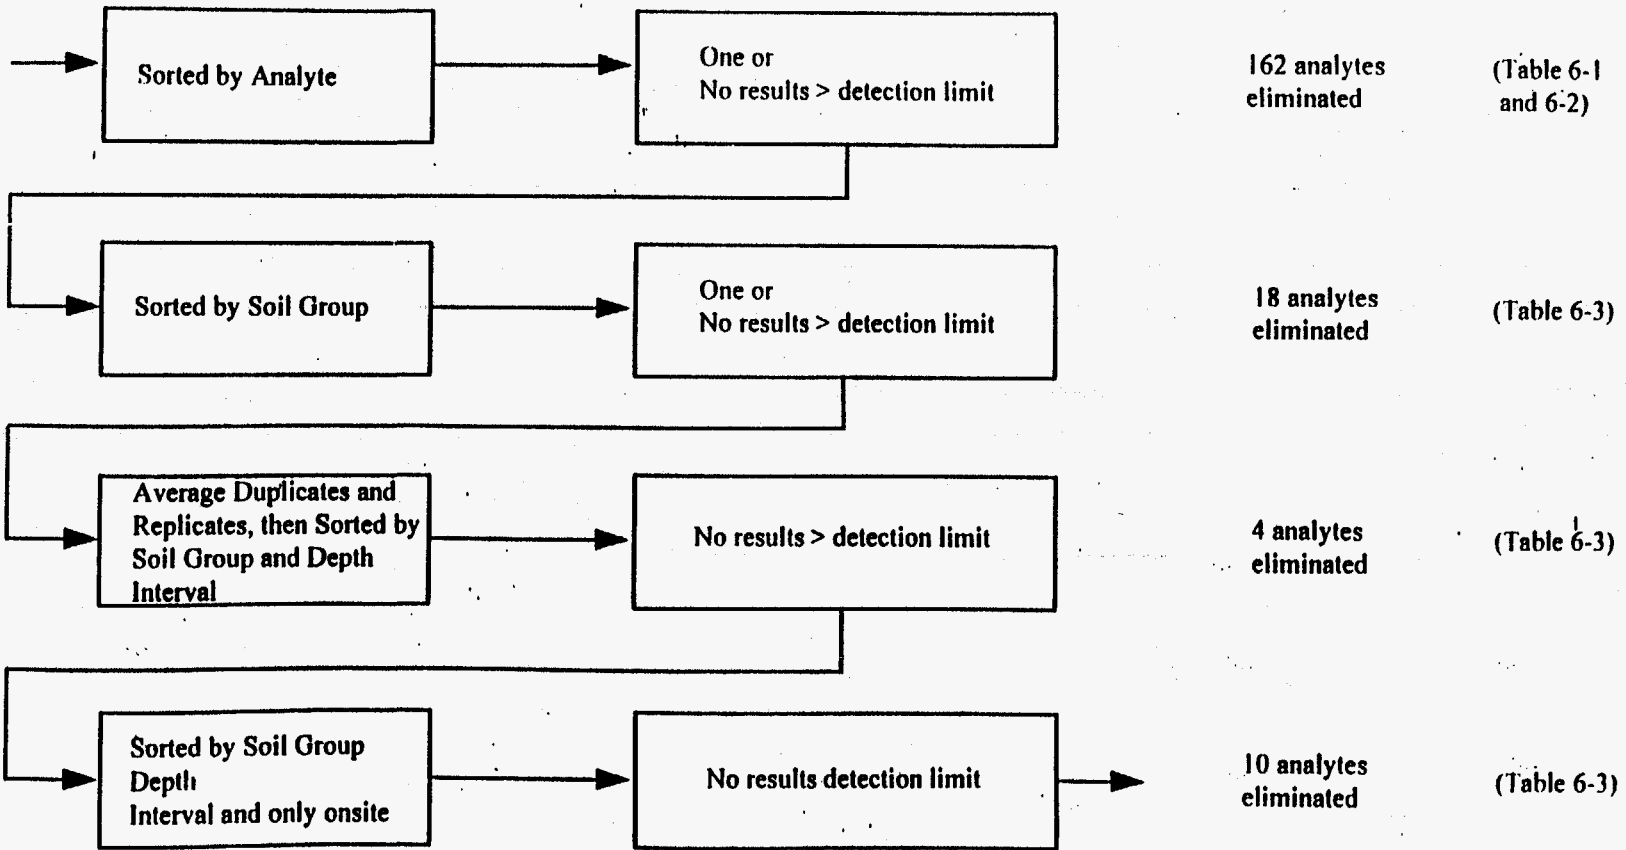 Sorted by Analyte
One or
No results > detection limit
162 analytes
eliminated
(Table 6-1
and 6-2)
Sorted by Soil Group
One or
No results > detection limit
18 analytes
eliminated
(Table 6-3)
Average Duplicates and
Replicates, then Sorted by
Soil Group and Depth
Interval
No results > detection limit
4 analytes
eliminated
(Table 6-3)
Sorted by Soil Group
Depth
Interval and only onsite
No results detection limit
10 analytes
eliminated
(Table 6-3)